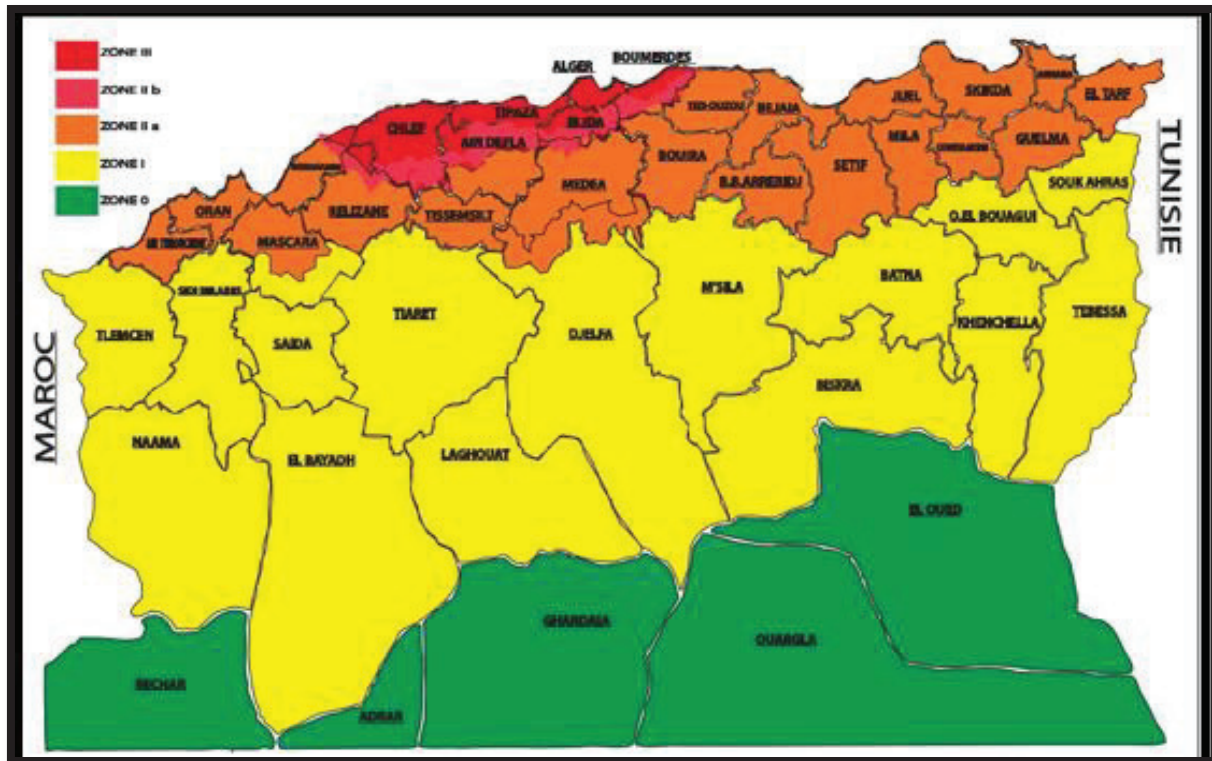 ZONE III
ZONE II b
ZONE II a
ZONE I
ZONE 0
BOUMERDES
ALGER
TIPAZA
CHLEF
BLIDA
AIN DEFLA
TIZI-OUZOU
BEJAIA
JIJEL
SKIKDA
ANNABA
EL TARF
BOUIRA
MILA
GUELMA
SETIF
MEDEA
B.B.ARRERIDJ
SOUK AHRAS
ORAN
RELIZANE
TISSEMSILT
MASCARA
O.EL BOUAGUI
TUNISIE
M'SILA
BATNA
TLEMCEN
SAIDA
TIARET
DJELFA
KHENCHELLA
TEBESSA
BISKRA
MAROC
NAAMA
EL BAYADH
LAGHOUAT
EL OUED
GHARDAIA
OUARGLA
BECHAR
ADRAR